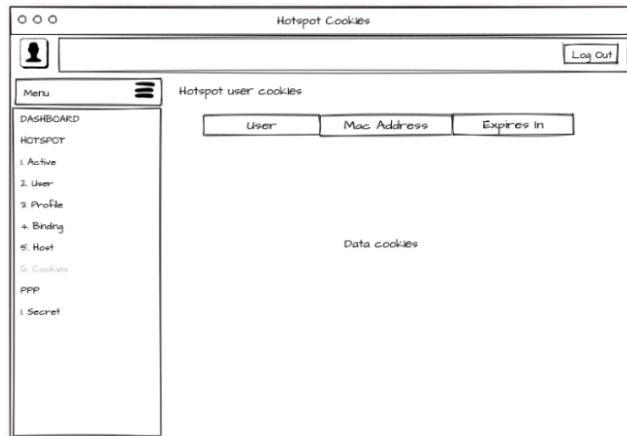 Hotspot Cookies
Log Out
Menu
Hotspot user cookies
DASHBOARD
HOTSPOT
1. Active
2. User
3. Profile
4. Binding
5. Host
6. Cookies
PPP
1. Secret
User Mac Address Expires In
Data cookies